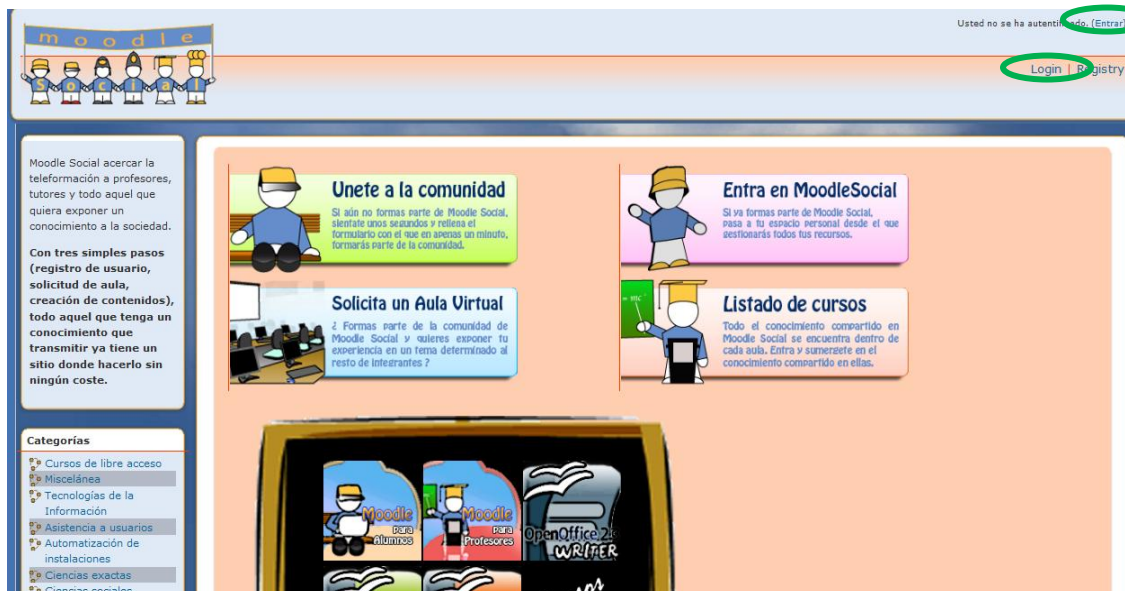 moodle
Social
Usted no se ha autentificado. (Entrar)
Login | Registry
Moodle Social acercar la
teleformación a profesores,
tutores y todo aquel que
quiera exponer un
conocimiento a la sociedad.
Con tres simples pasos
(registro de usuario,
solicitud de aula,
creación de contenidos),
todo aquel que tenga un
conocimiento que
transmitir ya tiene un
sitio donde hacerlo sin
ningún coste.
Categorías
Cursos de libre acceso
Miscelánea
Tecnologías de la
Información
Asistencia a usuarios
Automatización de
instalaciones
Ciencias exactas
Ciencias sociales
Unete a la comunidad
Si aún no formas parte de Moodle Social,
sientate unos segundos y rellena el
formulario con el que en apenas un minuto,
formarás parte de la comunidad.
Entra en MoodleSocial
Si ya formas parte de Moodle Social,
pasa a tu espacio personal desde el que
gestionarás todos tus recursos.
Solicita un Aula Virtual
¿ Formas parte de la comunidad de
Moodle Social y quieres exponer tu
experiencia en un tema determinado al
resto de integrantes ?
Listado de cursos
Todo el conocimiento compartido en
Moodle Social se encuentra dentro de
cada aula. Entra y sumergete en el
conocimiento compartido en ellas.
Moodle
para
Alumnos
Moodle
para
Profesores
OpenOffice
WRITER